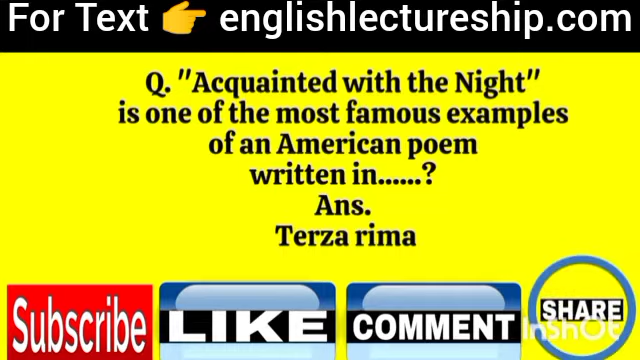 For Text 👉 englishlectureship.com
Q. "Acquainted with the Night"
is one of the most famous examples
of an American poem
written in......?
Ans.
Terza rima
Subscribe
LIKE
COMMENT
SHARE
InShOt